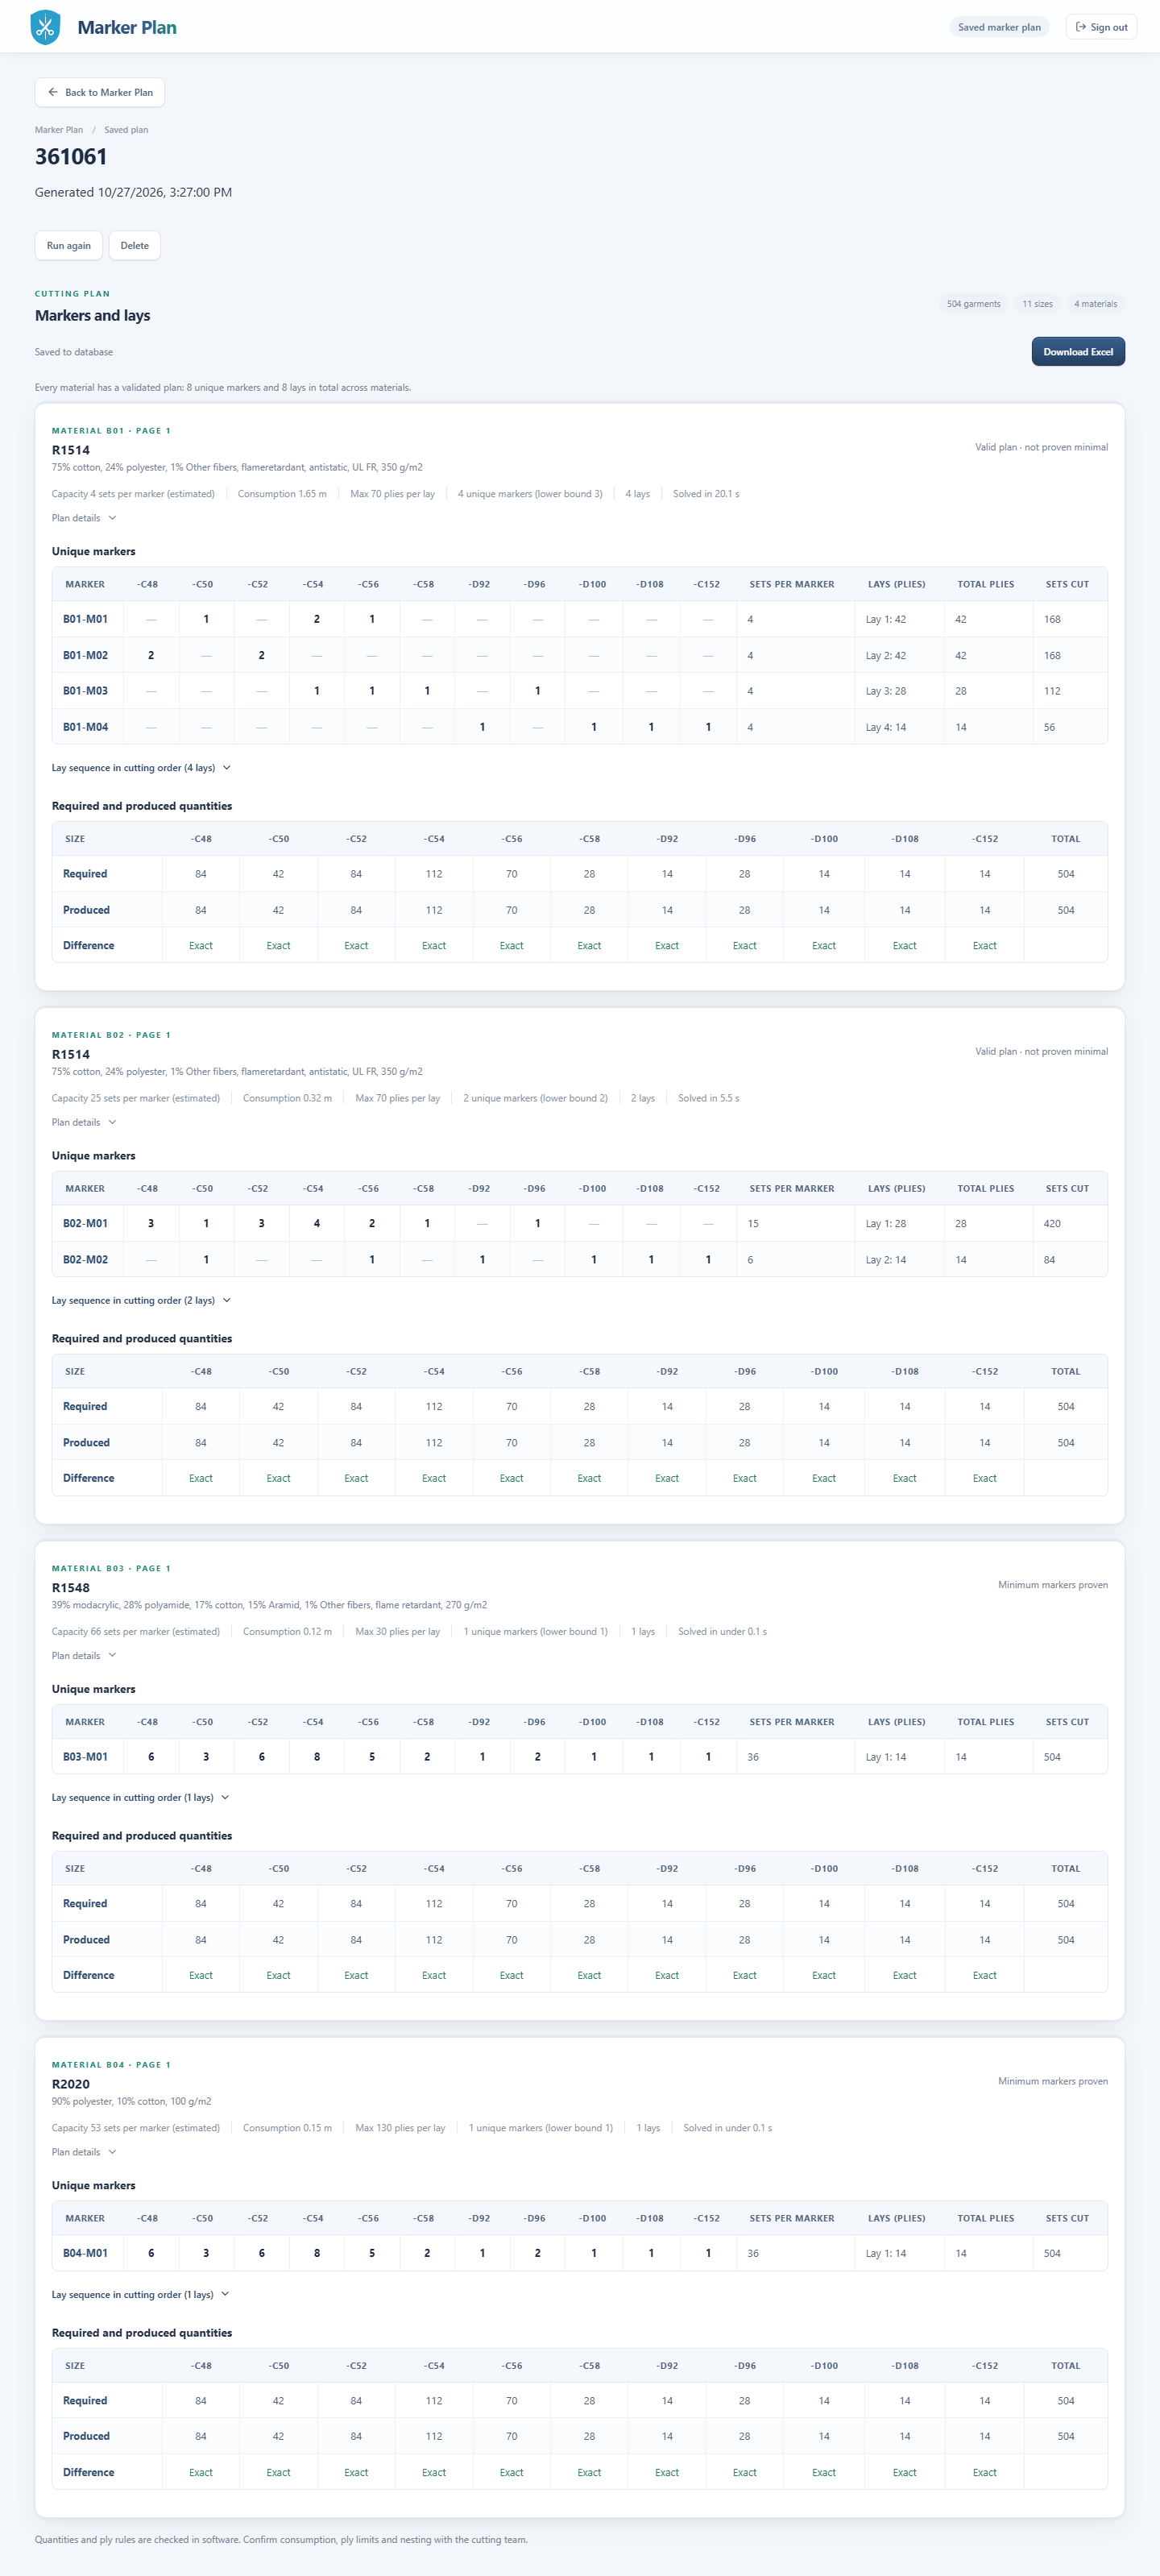 Marker Plan
Saved marker plan
Sign out
Back to Marker Plan
Marker Plan / Saved plan
361061
Generated 10/27/2026, 3:27:00 PM
Run again Delete
CUTTING PLAN
Markers and lays
504 garments 11 sizes 4 materials
Saved to database
Download Excel
Every material has a validated plan: 8 unique markers and 8 lays in total across materials.
MATERIAL B01 · PAGE 1
R1514
Valid plan · not proven minimal
75% cotton, 24% polyester, 1% Other fibers, flameretardant, antistatic, UL FR, 350 g/m2
Capacity 4 sets per marker (estimated) Consumption 1.65 m Max 70 plies per lay 4 unique markers (lower bound 3) 4 lays Solved in 20.1 s
Plan details
Unique markers
MARKER -C48 -C50 -C52 -C54 -C56 -C58 -D92 -D96 -D100 -D108 -C152 SETS PER MARKER LAYS (PLIES) TOTAL PLIES SETS CUT
B01-M01 — 1 — 2 1 — — — — — — 4 Lay 1: 42 42 168
B01-M02 2 — 2 — — — — — — — — 4 Lay 2: 42 42 168
B01-M03 — — — 1 1 1 — 1 — — — 4 Lay 3: 28 28 112
B01-M04 — — — — — — 1 — 1 1 1 4 Lay 4: 14 14 56
Lay sequence in cutting order (4 lays)
Required and produced quantities
SIZE -C48 -C50 -C52 -C54 -C56 -C58 -D92 -D96 -D100 -D108 -C152 TOTAL
Required 84 42 84 112 70 28 14 28 14 14 14 504
Produced 84 42 84 112 70 28 14 28 14 14 14 504
Difference Exact Exact Exact Exact Exact Exact Exact Exact Exact Exact Exact
MATERIAL B02 · PAGE 1
R1514
Valid plan · not proven minimal
75% cotton, 24% polyester, 1% Other fibers, flameretardant, antistatic, UL FR, 350 g/m2
Capacity 25 sets per marker (estimated) Consumption 0.32 m Max 70 plies per lay 2 unique markers (lower bound 2) 2 lays Solved in 5.5 s
Plan details
Unique markers
MARKER -C48 -C50 -C52 -C54 -C56 -C58 -D92 -D96 -D100 -D108 -C152 SETS PER MARKER LAYS (PLIES) TOTAL PLIES SETS CUT
B02-M01 3 1 3 4 2 1 — 1 — — — 15 Lay 1: 28 28 420
B02-M02 — 1 — — 1 — 1 — 1 1 1 6 Lay 2: 14 14 84
Lay sequence in cutting order (2 lays)
Required and produced quantities
SIZE -C48 -C50 -C52 -C54 -C56 -C58 -D92 -D96 -D100 -D108 -C152 TOTAL
Required 84 42 84 112 70 28 14 28 14 14 14 504
Produced 84 42 84 112 70 28 14 28 14 14 14 504
Difference Exact Exact Exact Exact Exact Exact Exact Exact Exact Exact Exact
MATERIAL B03 · PAGE 1
R1548
Minimum markers proven
39% modacrylic, 28% polyamide, 17% cotton, 15% Aramid, 1% Other fibers, flame retardant, 270 g/m2
Capacity 66 sets per marker (estimated) Consumption 0.12 m Max 30 plies per lay 1 unique markers (lower bound 1) 1 lays Solved in under 0.1 s
Plan details
Unique markers
MARKER -C48 -C50 -C52 -C54 -C56 -C58 -D92 -D96 -D100 -D108 -C152 SETS PER MARKER LAYS (PLIES) TOTAL PLIES SETS CUT
B03-M01 6 3 6 8 5 2 1 2 1 1 1 36 Lay 1: 14 14 504
Lay sequence in cutting order (1 lays)
Required and produced quantities
SIZE -C48 -C50 -C52 -C54 -C56 -C58 -D92 -D96 -D100 -D108 -C152 TOTAL
Required 84 42 84 112 70 28 14 28 14 14 14 504
Produced 84 42 84 112 70 28 14 28 14 14 14 504
Difference Exact Exact Exact Exact Exact Exact Exact Exact Exact Exact Exact
MATERIAL B04 · PAGE 1
R2020
Minimum markers proven
90% polyester, 10% cotton, 100 g/m2
Capacity 53 sets per marker (estimated) Consumption 0.15 m Max 130 plies per lay 1 unique markers (lower bound 1) 1 lays Solved in under 0.1 s
Plan details
Unique markers
MARKER -C48 -C50 -C52 -C54 -C56 -C58 -D92 -D96 -D100 -D108 -C152 SETS PER MARKER LAYS (PLIES) TOTAL PLIES SETS CUT
B04-M01 6 3 6 8 5 2 1 2 1 1 1 36 Lay 1: 14 14 504
Lay sequence in cutting order (1 lays)
Required and produced quantities
SIZE -C48 -C50 -C52 -C54 -C56 -C58 -D92 -D96 -D100 -D108 -C152 TOTAL
Required 84 42 84 112 70 28 14 28 14 14 14 504
Produced 84 42 84 112 70 28 14 28 14 14 14 504
Difference Exact Exact Exact Exact Exact Exact Exact Exact Exact Exact Exact
Quantities and ply rules are checked in software. Confirm consumption, ply limits and nesting with the cutting team.